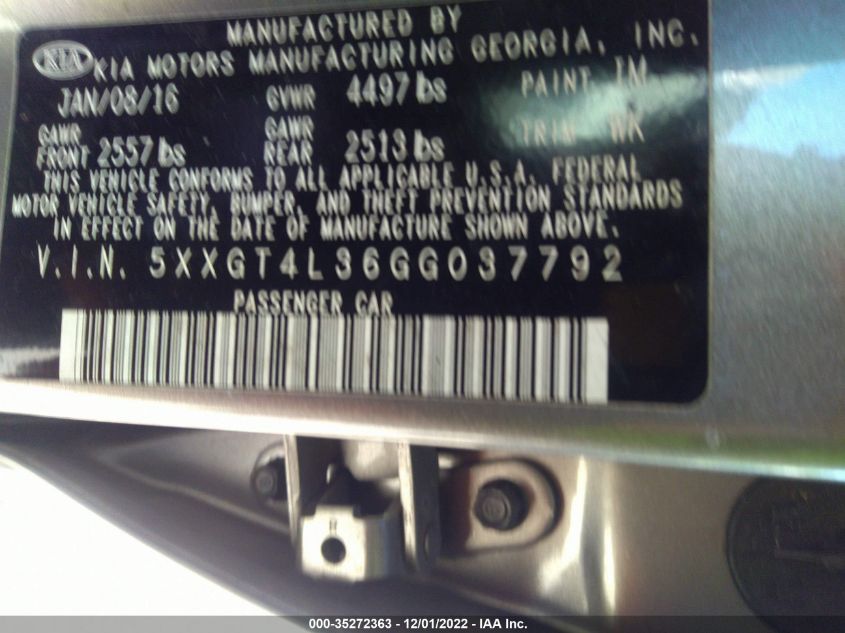 MANUFACTURED BY
KIA KIA MOTORS MANUFACTURING GEORGIA, INC.
JAN/08/16 GVWR 4497 lbs PAINT TM
GAWR FRONT 2557 lbs GAWR REAR 2513 lbs TRIM WK
THIS VEHICLE CONFORMS TO ALL APPLICABLE U.S.A. FEDERAL
MOTOR VEHICLE SAFETY, BUMPER, AND THEFT PREVENTION STANDARDS
IN EFFECT ON THE DATE OF MANUFACTURE SHOWN ABOVE.
V.I.N. 5XXGT4L36GG037792
PASSENGER CAR
000-35272363 - 12/01/2022 - IAA Inc.